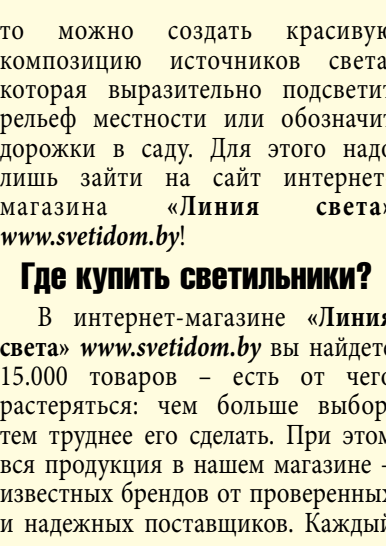 то можно создать красивую
композицию источников света,
которая выразительно подсветит
рельеф местности или обозначит
дорожки в саду. Для этого надо
лишь зайти на сайт интернет-
магазина «Линия света»
www.svetidom.by!
Где купить светильники?
В интернет-магазине «Линия
света» www.svetidom.by вы найдете
15.000 товаров – есть от чего
растеряться: чем больше выбор,
тем труднее его сделать. При этом
вся продукция в нашем магазине –
известных брендов от проверенных
и надежных поставщиков. Каждый